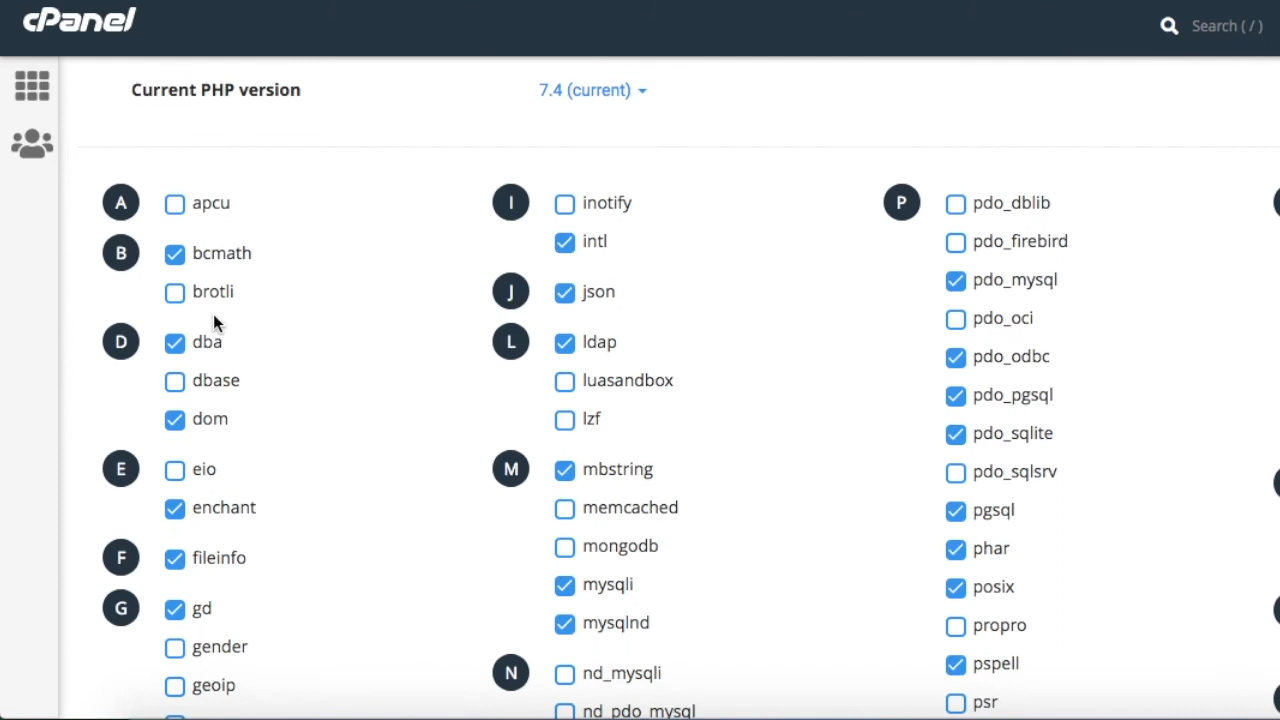 cPanel
Search ( / )
Current PHP version
7.4 (current)
A
apcu
B
bcmath
brotli
D
dba
dbase
dom
E
eio
enchant
F
fileinfo
G
gd
gender
geoip
I
inotify
intl
J
json
L
ldap
luasandbox
lzf
M
mbstring
memcached
mongodb
mysqli
mysqlnd
N
nd_mysqli
nd_pdo_mysql
P
pdo_dblib
pdo_firebird
pdo_mysql
pdo_oci
pdo_odbc
pdo_pgsql
pdo_sqlite
pdo_sqlsrv
pgsql
phar
posix
propro
pspell
psr